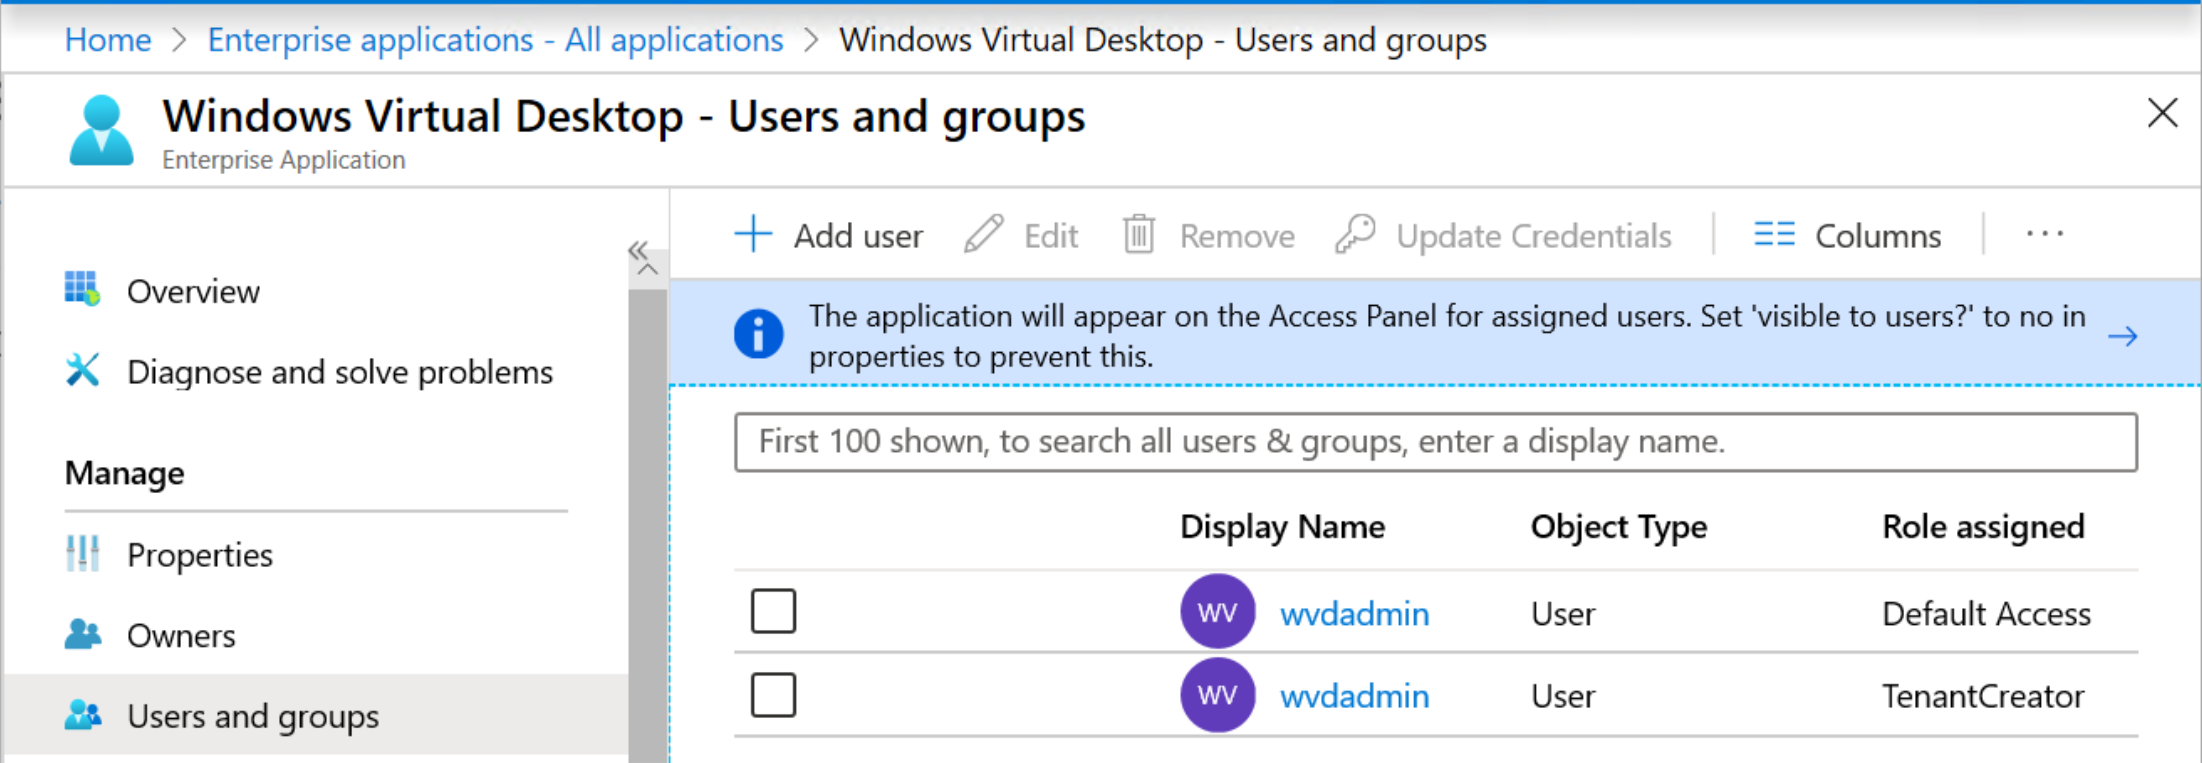 Home > Enterprise applications - All applications > Windows Virtual Desktop - Users and groups
Windows Virtual Desktop - Users and groups
Enterprise Application
Overview
Diagnose and solve problems
Manage
Properties
Owners
Users and groups
Add user Edit Remove Update Credentials Columns ...
The application will appear on the Access Panel for assigned users. Set 'visible to users?' to no in
properties to prevent this.
First 100 shown, to search all users & groups, enter a display name.
Display Name Object Type Role assigned
WV wvdadmin User Default Access
WV wvdadmin User TenantCreator